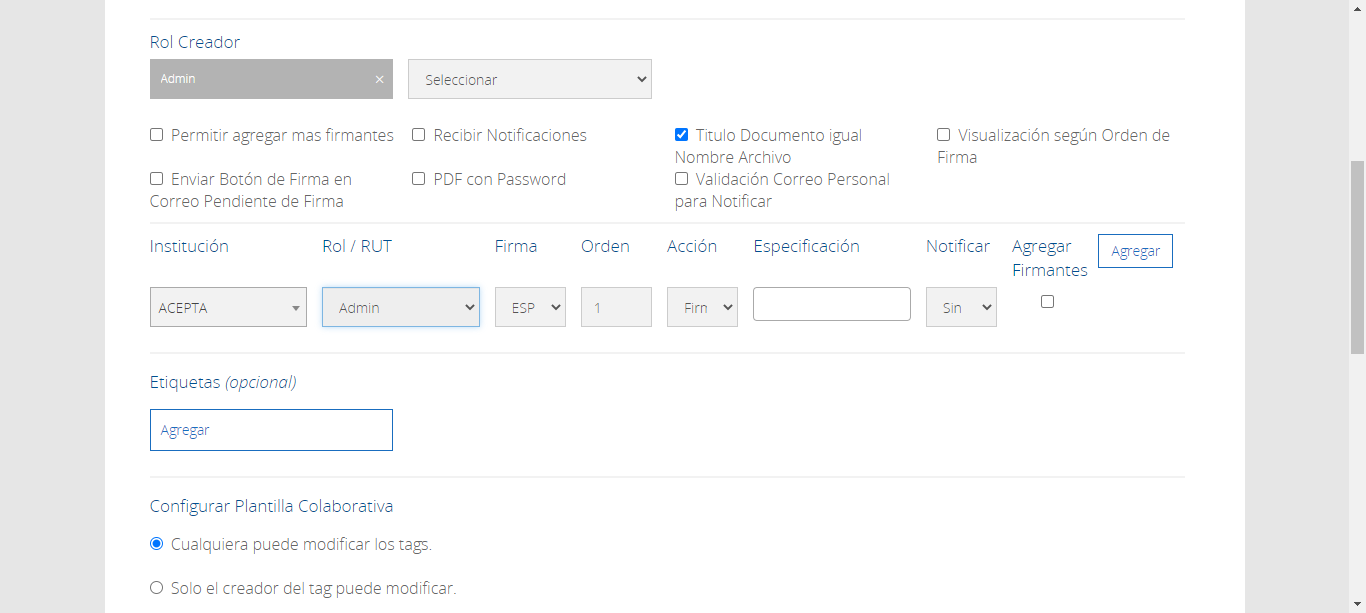 Rol Creador
Admin ×
Seleccionar
Permitir agregar mas firmantes
Recibir Notificaciones
Titulo Documento igual
Nombre Archivo
Visualización según Orden de
Firma
Enviar Botón de Firma en
Correo Pendiente de Firma
PDF con Password
Validación Correo Personal
para Notificar
Institución
Rol / RUT
Firma
Orden
Acción
Especificación
Notificar
Agregar
Firmantes
Agregar
ACEPTA
Admin
ESP
1
Firn
Sin
Etiquetas (opcional)
Agregar
Configurar Plantilla Colaborativa
Cualquiera puede modificar los tags.
Solo el creador del tag puede modificar.